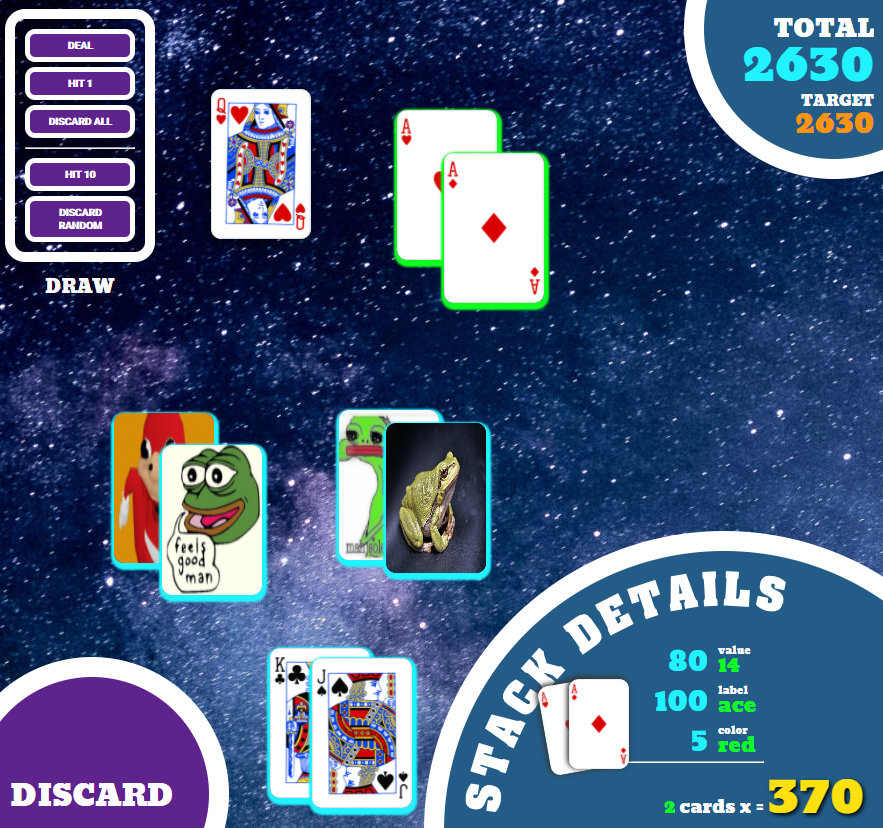 DEAL
HIT 1
DISCARD ALL
HIT 10
DISCARD
RANDOM
DRAW
TOTAL
2630
TARGET
2630
Q
Q
A
A
A
feels
good
man
K
J
J
DISCARD
STACK DETAILS
80 value
14
100 label
ace
5 color
red
A
A
A
2 cards x = 370